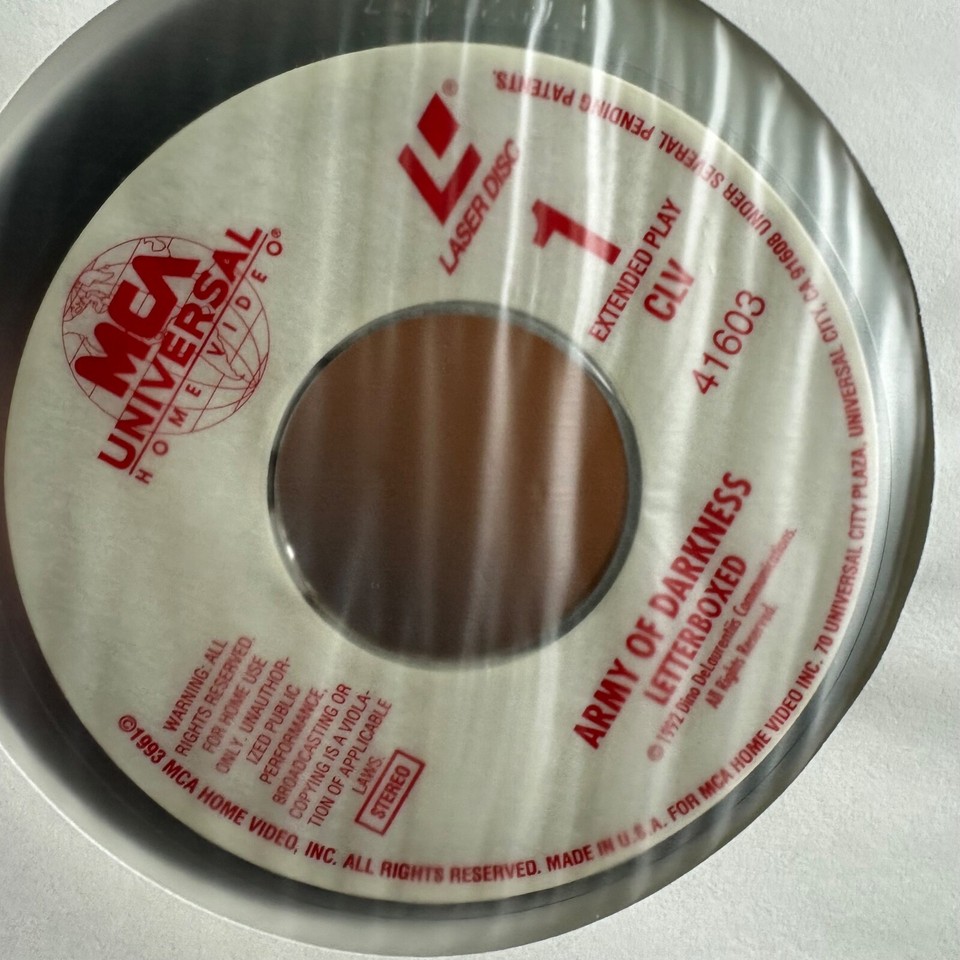 MCA
UNIVERSAL®
HOME VIDEO
®
LASER DISC
1
EXTENDED PLAY
CLV
41603
ARMY OF DARKNESS
LETTERBOXED
©1992 Dino DeLaurentiis Communications.
All Rights Reserved.
WARNING: ALL
RIGHTS RESERVED.
FOR HOME USE
ONLY. UNAUTHOR-
IZED PUBLIC
PERFORMANCE,
BROADCASTING OR
COPYING IS A VIOLA-
TION OF APPLICABLE
LAWS.
STEREO
©1993 MCA HOME VIDEO, INC. ALL RIGHTS RESERVED. MADE IN U.S.A. FOR MCA HOME VIDEO INC. 70 UNIVERSAL CITY PLAZA, UNIVERSAL CITY, CA 91608 UNDER SEVERAL PENDING PATENTS.